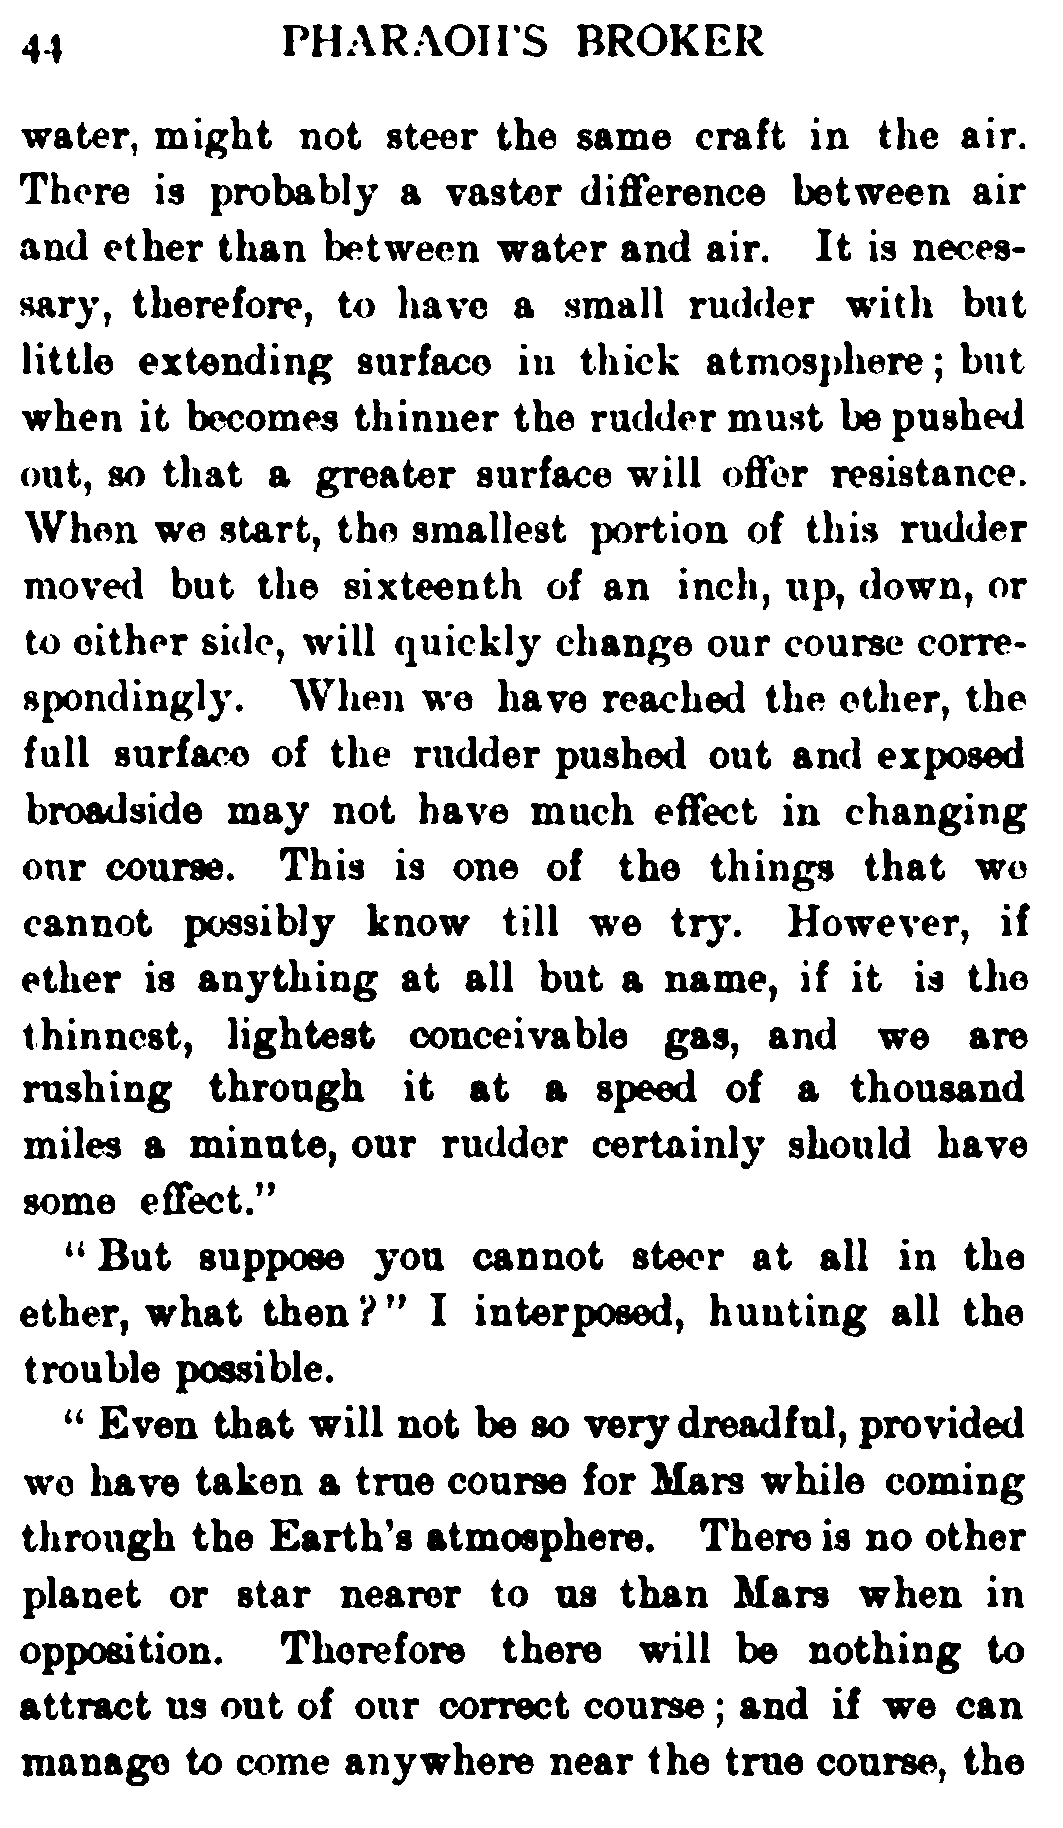 44 PHARAOH'S BROKER
water, might not steer the same craft in the air.
There is probably a vaster difference between air
and ether than between water and air. It is neces-
sary, therefore, to have a small rudder with but
little extending surface in thick atmosphere; but
when it becomes thinner the rudder must be pushed
out, so that a greater surface will offer resistance.
When we start, the smallest portion of this rudder
moved but the sixteenth of an inch, up, down, or
to either side, will quickly change our course corre-
spondingly. When we have reached the ether, the
full surface of the rudder pushed out and exposed
broadside may not have much effect in changing
our course. This is one of the things that we
cannot possibly know till we try. However, if
ether is anything at all but a name, if it is the
thinnest, lightest conceivable gas, and we are
rushing through it at a speed of a thousand
miles a minute, our rudder certainly should have
some effect."
"But suppose you cannot steer at all in the
ether, what then?" I interposed, hunting all the
trouble possible.
"Even that will not be so very dreadful, provided
we have taken a true course for Mars while coming
through the Earth's atmosphere. There is no other
planet or star nearer to us than Mars when in
opposition. Therefore there will be nothing to
attract us out of our correct course; and if we can
manage to come anywhere near the true course, the